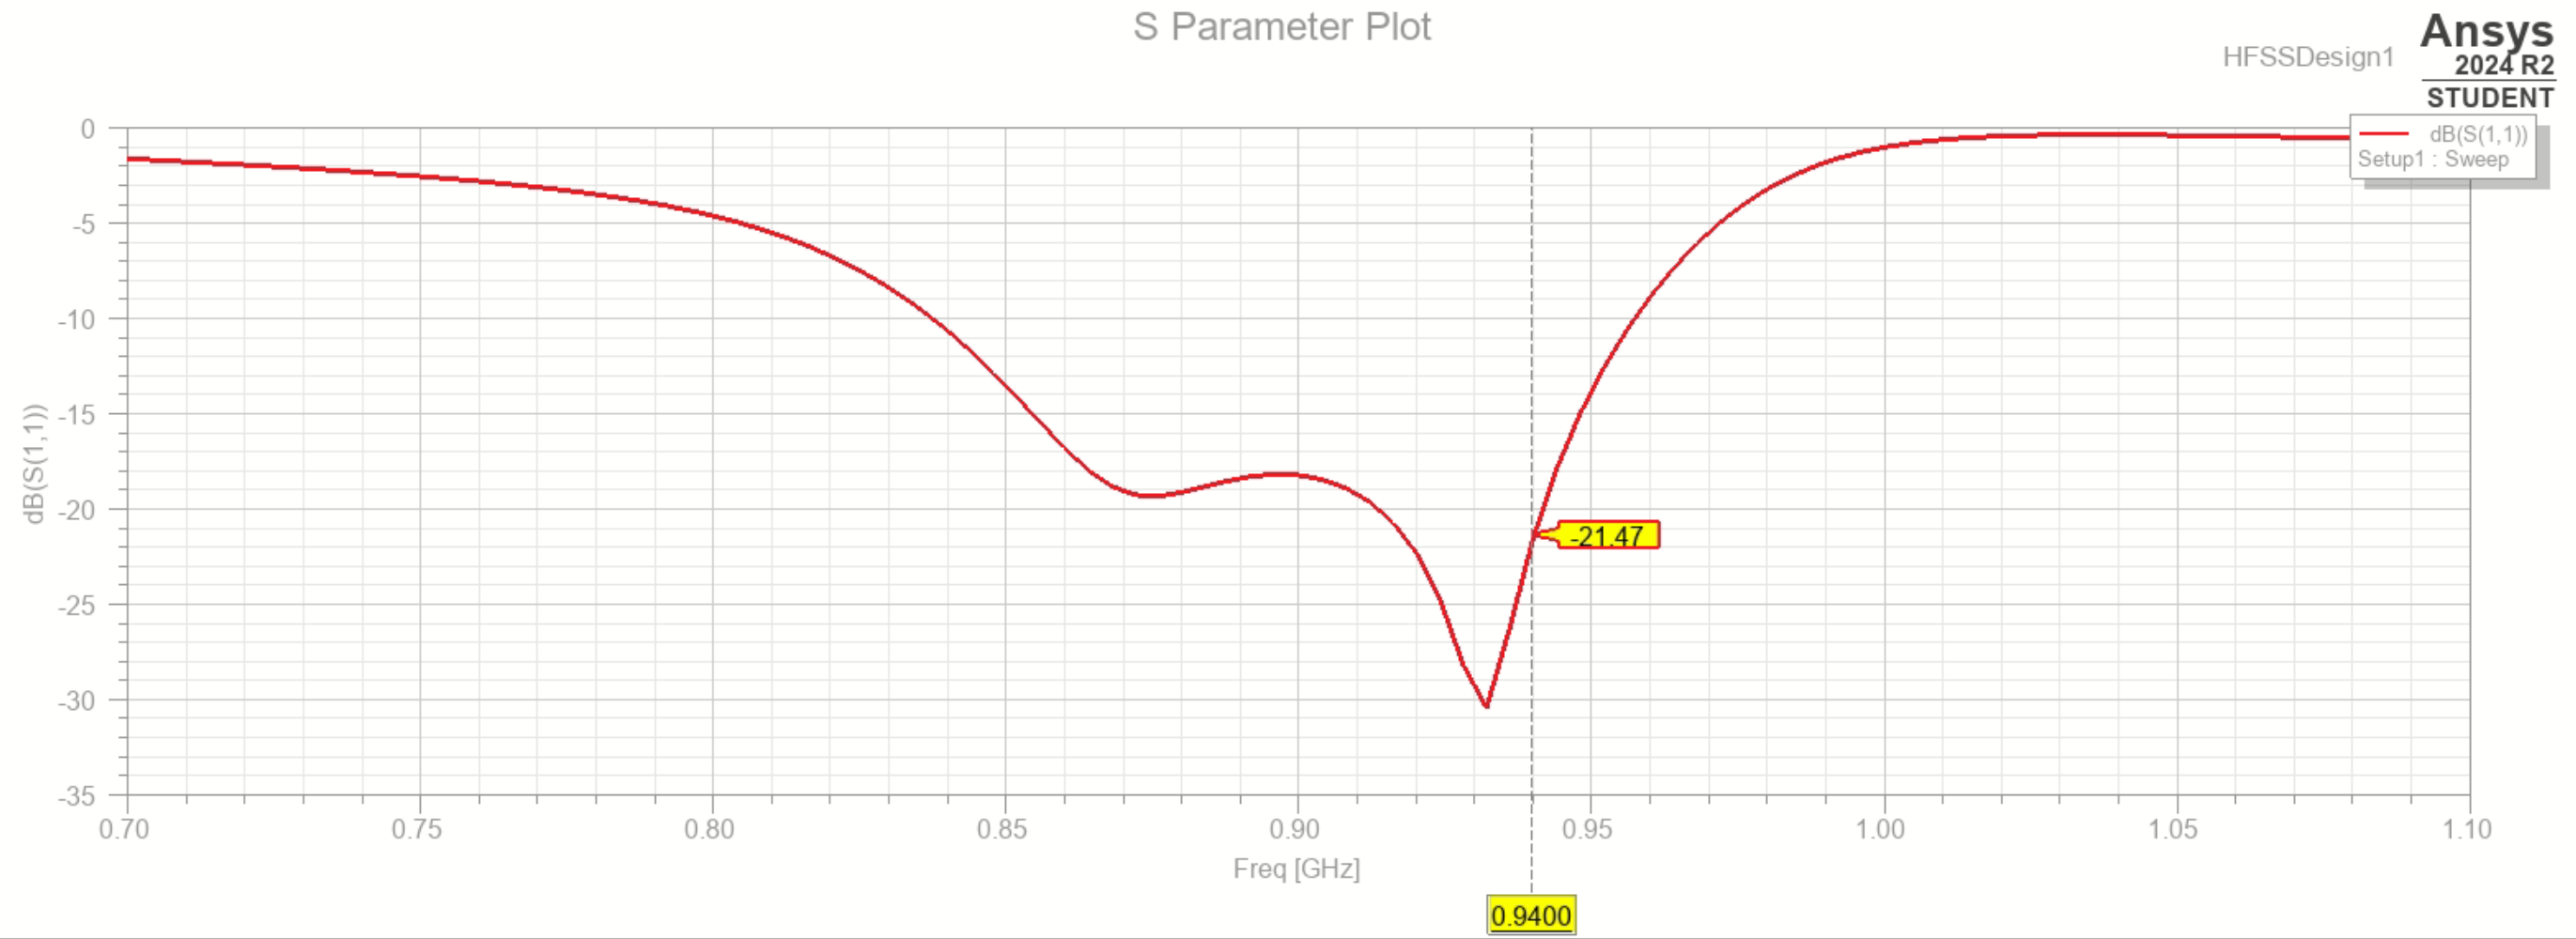 S Parameter Plot
HFSSDesign1
Ansys
2024 R2
STUDENT
dB(S(1,1))
Setup1 : Sweep
0
-5
-10
-15
-20
-25
-30
-35
dB(S(1,1))
-21.47
0.70
0.75
0.80
0.85
0.90
0.95
1.00
1.05
1.10
Freq [GHz]
0.9400